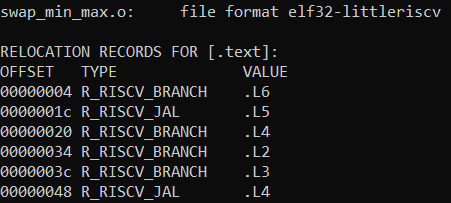 swap_min_max.o:     file format elf32-littleriscv
RELOCATION RECORDS FOR [.text]:
OFFSET   TYPE              VALUE
00000004 R_RISCV_BRANCH    .L6
0000001c R_RISCV_JAL       .L5
00000020 R_RISCV_BRANCH    .L4
00000034 R_RISCV_BRANCH    .L2
0000003c R_RISCV_BRANCH    .L3
00000048 R_RISCV_JAL       .L4